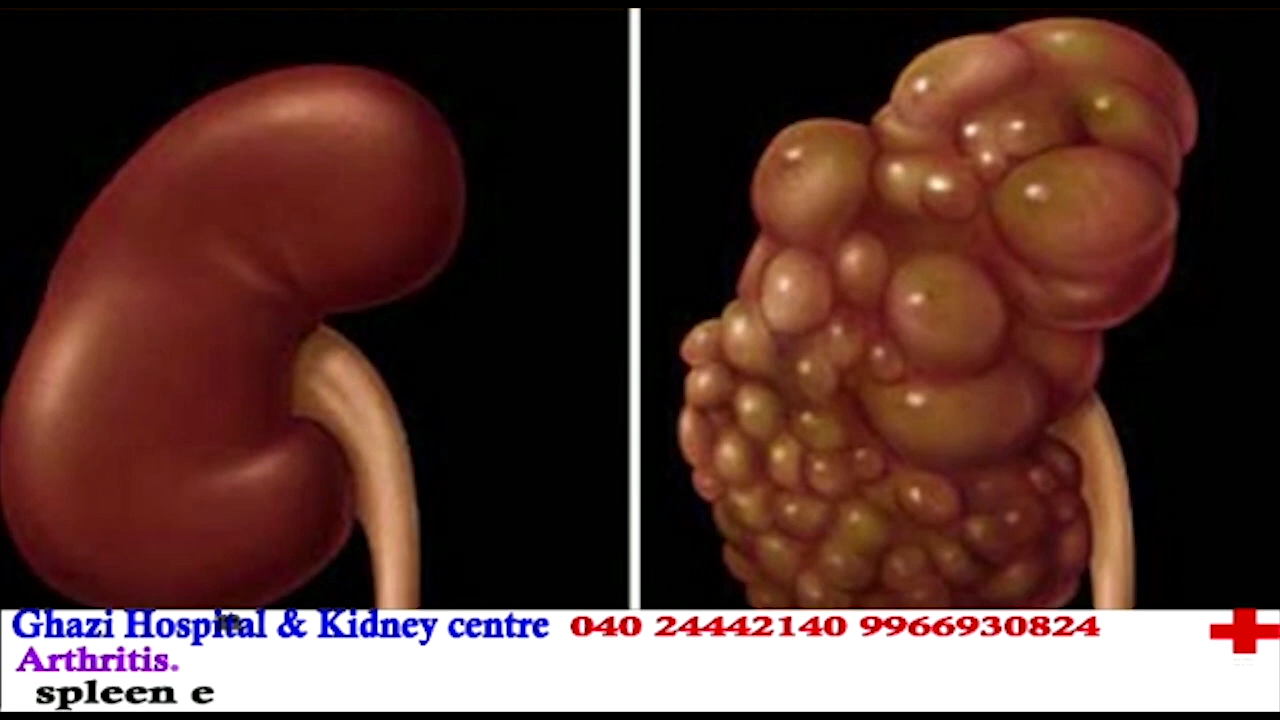 Ghazi Hospital & Kidney centre 040 24442140 9966930824
Arthritis.
spleen e